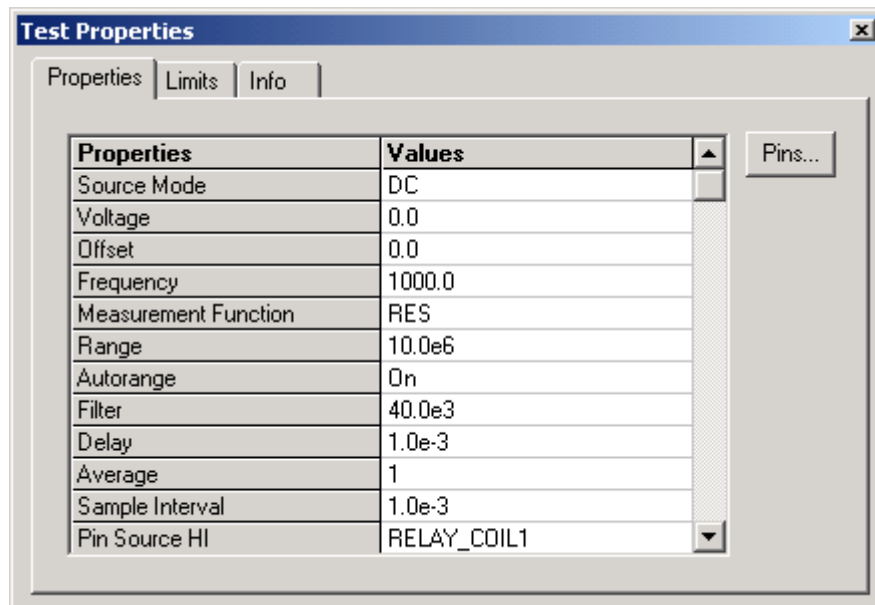 Test Properties
Properties Limits Info
Properties Values
Source Mode DC
Voltage 0.0
Offset 0.0
Frequency 1000.0
Measurement Function RES
Range 10.0e6
Autorange On
Filter 40.0e3
Delay 1.0e-3
Average 1
Sample Interval 1.0e-3
Pin Source HI RELAY_COIL1
Pins...